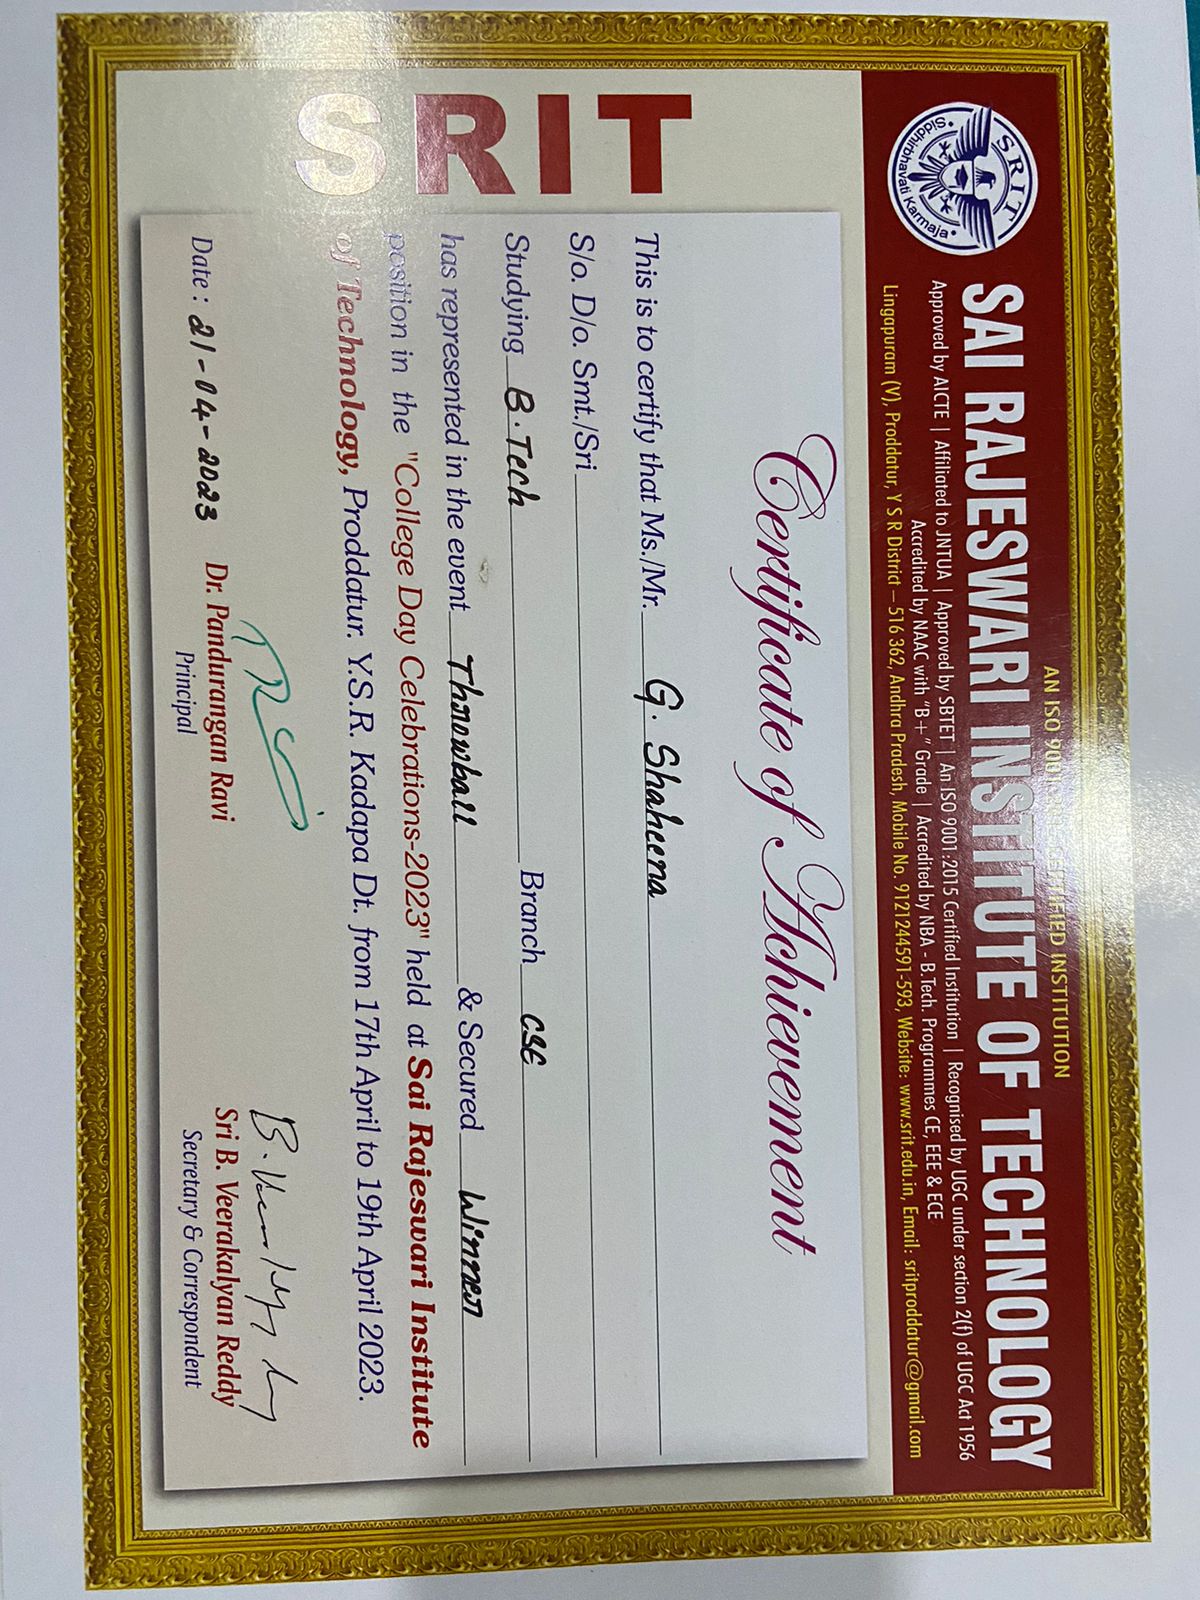 AN ISO 9001:2015 CERTIFIED INSTITUTION
SAI RAJESWARI INSTITUTE OF TECHNOLOGY
Approved by AICTE | Affiliated to JNTUA | Approved by SBTET | An ISO 9001:2015 Certified Institution | Recognised by UGC under section 2(f) of UGC Act 1956
Accredited by NAAC with "B+" Grade | Accredited by NBA - B.Tech. Programmes CE, EEE & ECE
Lingapuram (V), Proddatur, Y S R District – 516 362, Andhra Pradesh, Mobile No. 9121244591-593, Website: www.srit.edu.in, Email: sritproddatur@gmail.com
SRIT
Siddhirbhavati Karmaja
SRIT
Certificate of Achievement
This is to certify that Ms./Mr. G. Shaheena
S/o. D/o. Smt./Sri
Studying B.Tech Branch CSE
has represented in the event Throwball & Secured Winner
position in the "College Day Celebrations-2023" held at Sai Rajeswari Institute
of Technology, Proddatur. Y.S.R. Kadapa Dt. from 17th April to 19th April 2023.
Date : 21-04-2023
Dr. Pandurangan Ravi
Principal
Sri B. Veerakalyan Reddy
Secretary & Correspondent